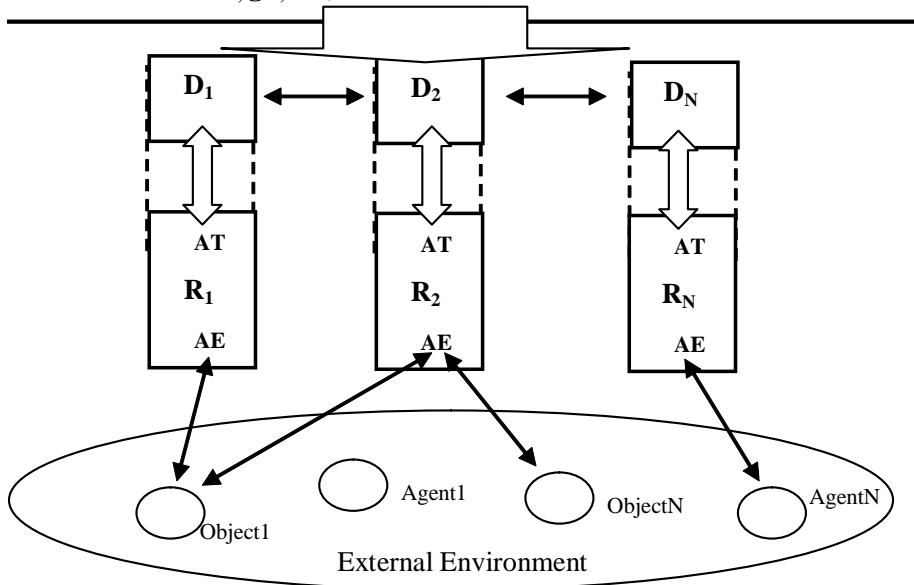 D₁ D₂ Dₙ
AT AT AT
R₁ R₂ Rₙ
AE AE AE
Agent1 AgentN
ObjectN
Object1
External Environment